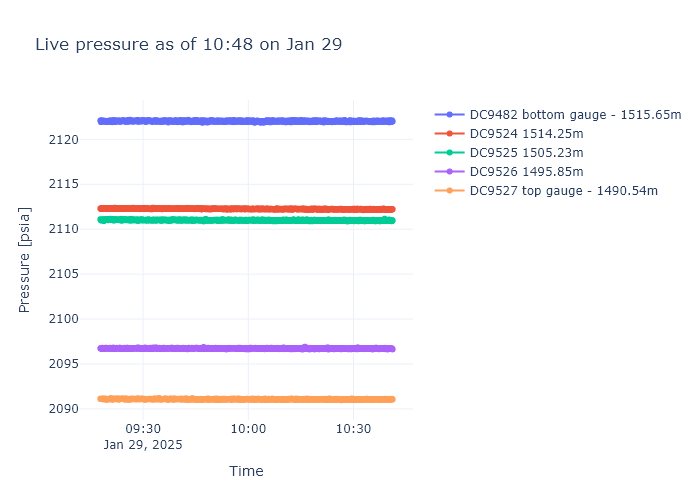 Live pressure as of 10:48 on Jan 29
DC9482 bottom gauge - 1515.65m
DC9524 1514.25m
DC9525 1505.23m
DC9526 1495.85m
DC9527 top gauge - 1490.54m
Pressure [psia]
2120
2115
2110
2105
2100
2095
2090
09:30
10:00
10:30
Jan 29, 2025
Time